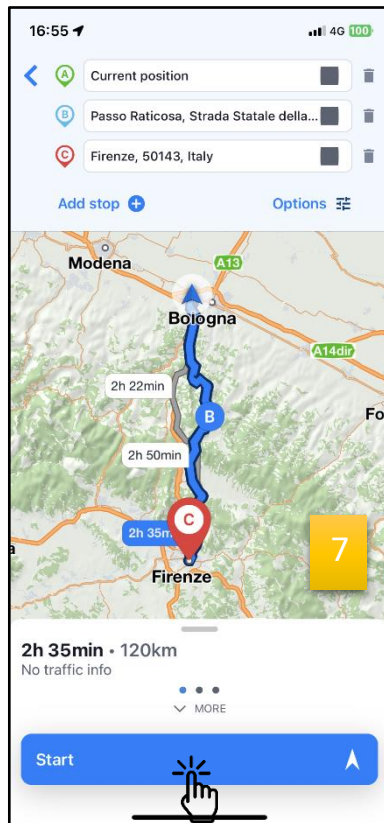 16:55
4G 100
A Current position
B Passo Raticosa, Strada Statale della...
C Firenze, 50143, Italy
Add stop
Options
Modena
A13
Bologna
A14dir
2h 22min
B
Fo
2h 50min
C
2h 35m
7
Firenze
2h 35min • 120km
No traffic info
MORE
Start